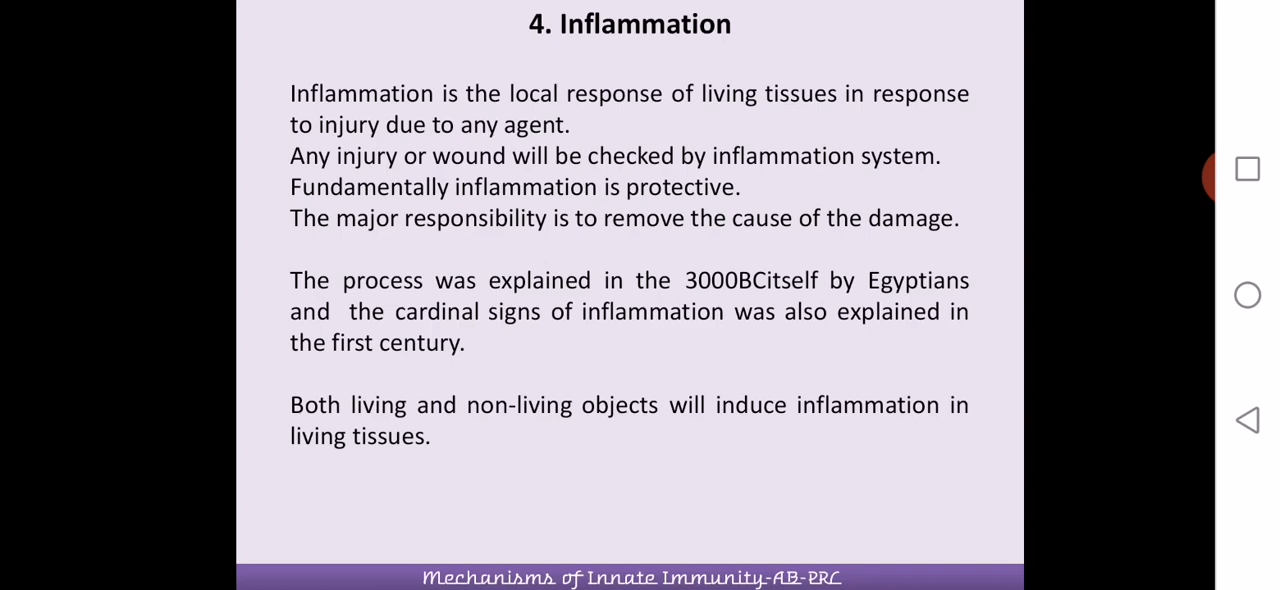 4. Inflammation
Inflammation is the local response of living tissues in response
to injury due to any agent.
Any injury or wound will be checked by inflammation system.
Fundamentally inflammation is protective.
The major responsibility is to remove the cause of the damage.
The process was explained in the 3000BCitself by Egyptians
and the cardinal signs of inflammation was also explained in
the first century.
Both living and non-living objects will induce inflammation in
living tissues.
Mechanisms of Innate Immunity-AB-PRC